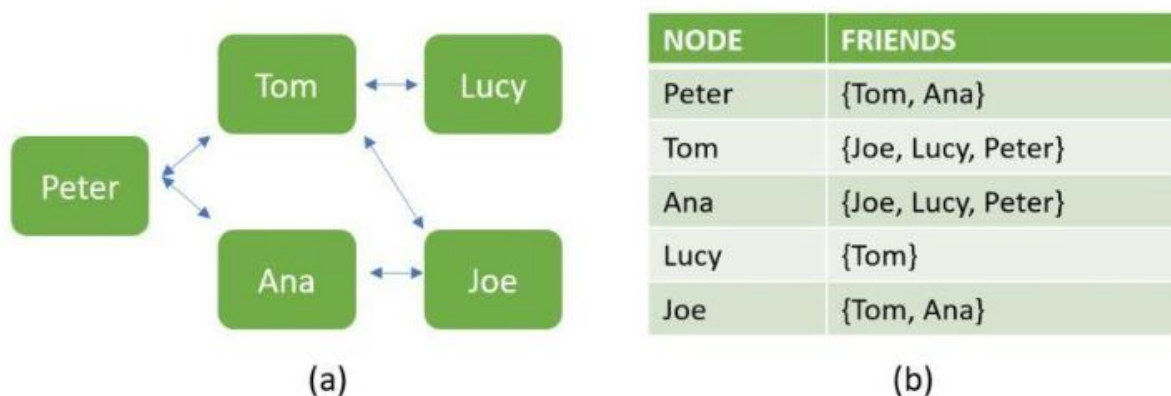 Tom
Lucy
Peter
Ana
Joe
(a)
NODE FRIENDS
Peter {Tom, Ana}
Tom {Joe, Lucy, Peter}
Ana {Joe, Lucy, Peter}
Lucy {Tom}
Joe {Tom, Ana}
(b)